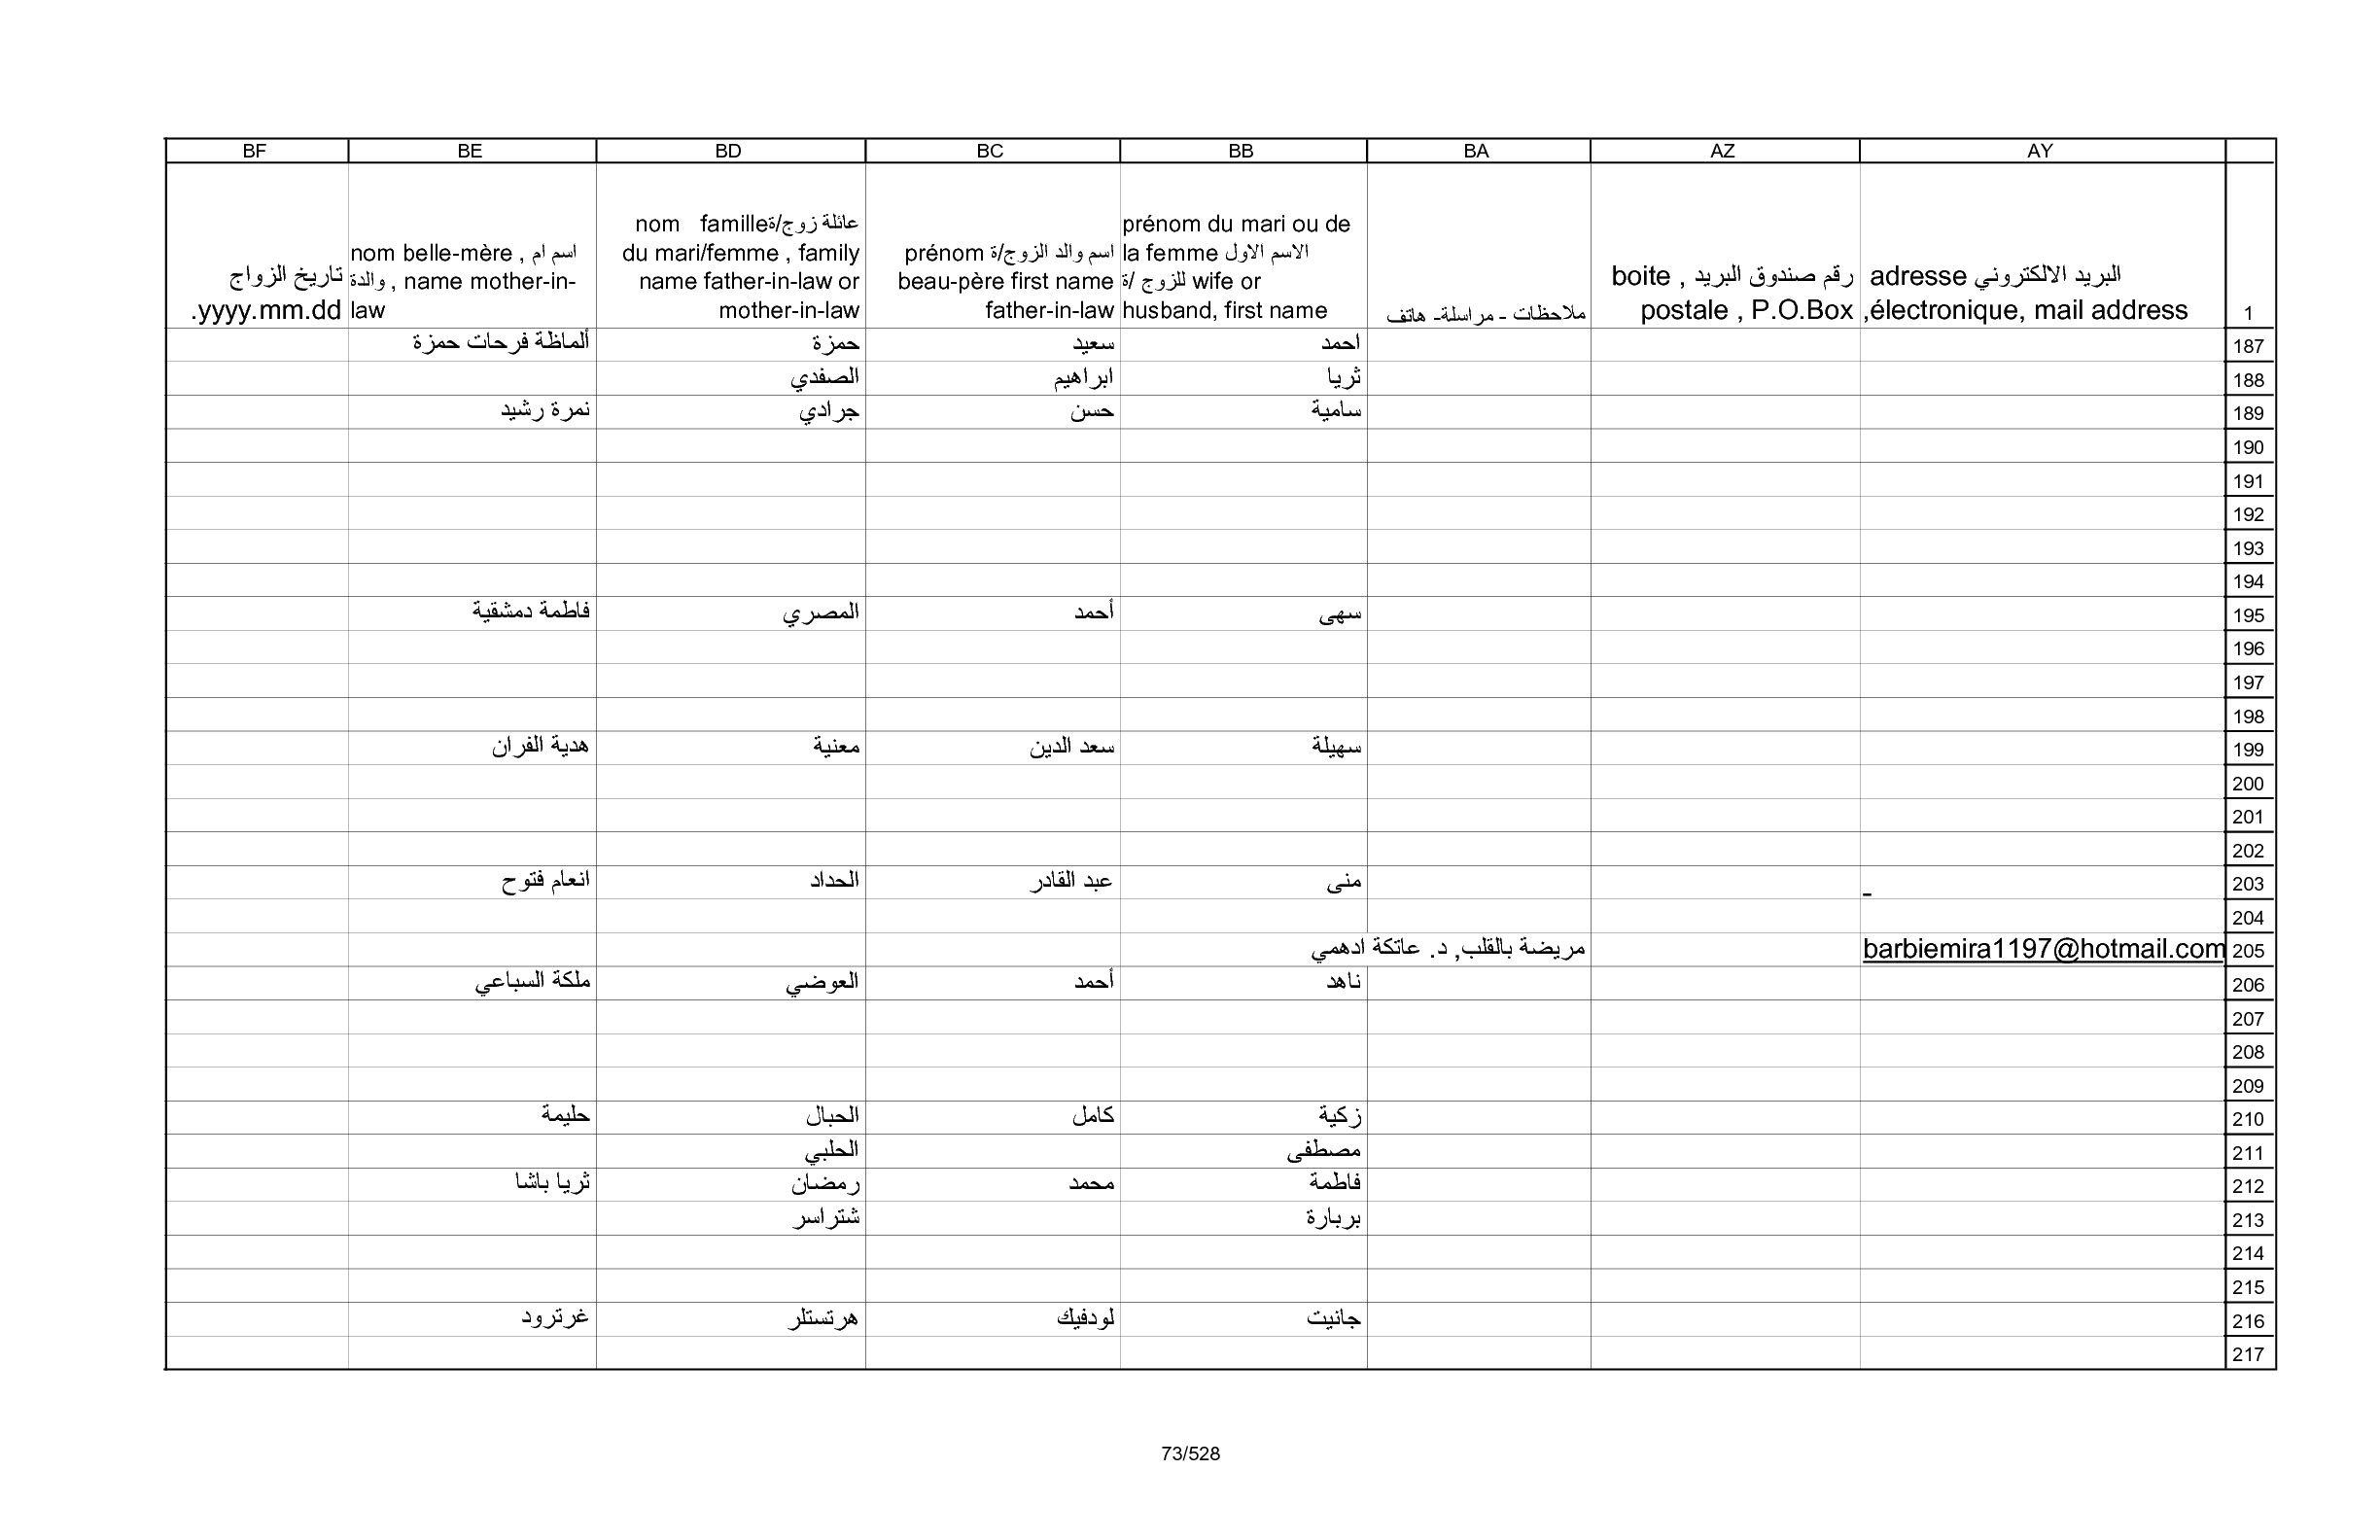 BF BE BD BC BB BA AZ AY
1
البريد الالكتروني adresse
électronique, mail address,
رقم صندوق البريد , boite
postale , P.O.Box
ملاحظات - مراسلة- هاتف
prénom du mari ou de
la femme الاسم الاول
للزوج /ة wife or
husband, first name
اسم والد الزوج/ة prénom
beau-père first name
father-in-law
عائلة زوج/ة nom famille
du mari/femme , family
name father-in-law or
mother-in-law
nom belle-mère , اسم ام
والدة , name mother-in-
law
تاريخ الزواج
yyyy.mm.dd.
187 احمد سعيد حمزة ألماظة فرحات حمزة
188 ثريا ابراهيم الصفدي
189 سامية حسن جرادي نمرة رشيد
190
191
192
193
194
195 سهى أحمد المصري فاطمة دمشقية
196
197
198
199 سهيلة سعد الدين معنية هدية الفران
200
201
202
203 - منى عبد القادر الحداد انعام فتوح
204
205 barbiemira1197@hotmail.com مريضة بالقلب, د. عاتكة ادهمي
206 ناهد أحمد العوضي ملكة السباعي
207
208
209
210 زكية كامل الحبال حليمة
211 مصطفى الحلبي
212 فاطمة محمد رمضان ثريا باشا
213 بربارة شتراسر
214
215
216 جانيت لودفيك هرتستلر غرترود
217
73/528